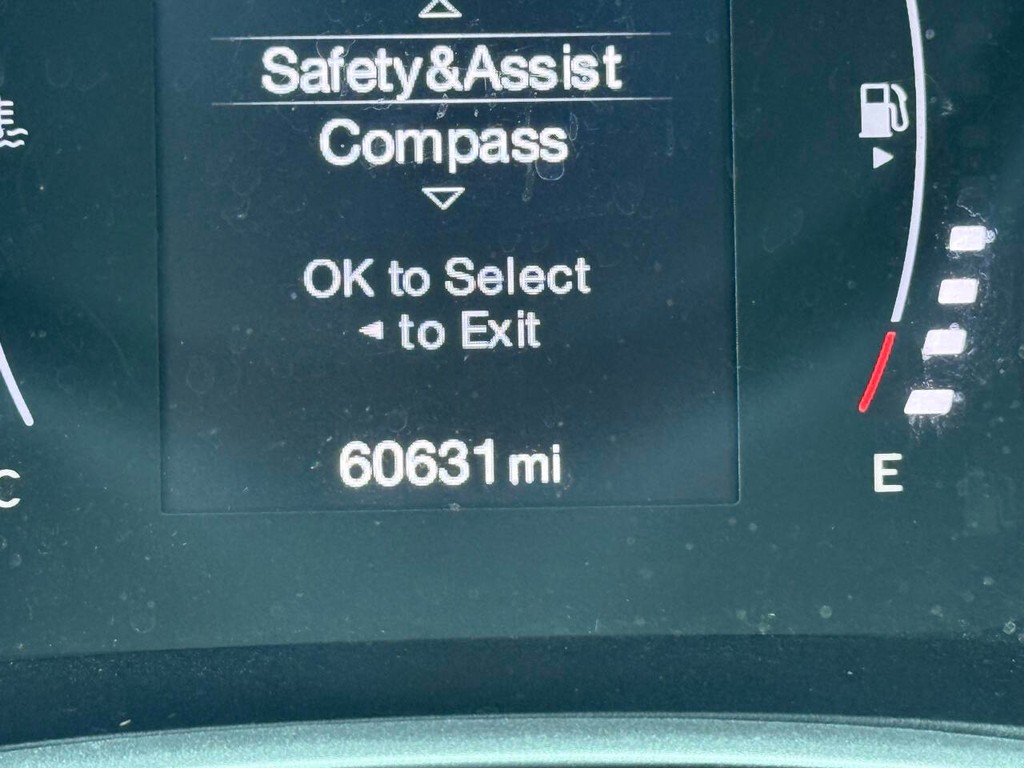 Safety&Assist
Compass
OK to Select
◄ to Exit
60631 mi
C
E